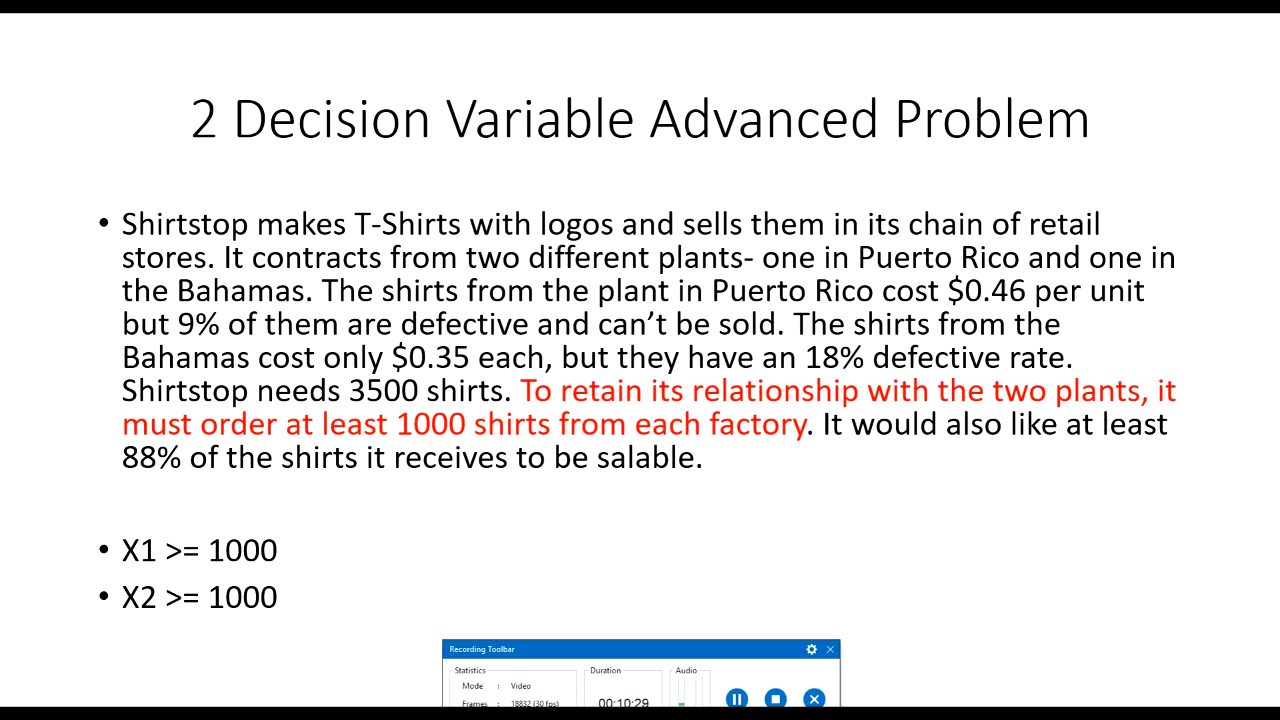 2 Decision Variable Advanced Problem
• Shirtstop makes T-Shirts with logos and sells them in its chain of retail
stores. It contracts from two different plants- one in Puerto Rico and one in
the Bahamas. The shirts from the plant in Puerto Rico cost $0.46 per unit
but 9% of them are defective and can’t be sold. The shirts from the
Bahamas cost only $0.35 each, but they have an 18% defective rate.
Shirtstop needs 3500 shirts. To retain its relationship with the two plants, it
must order at least 1000 shirts from each factory. It would also like at least
88% of the shirts it receives to be salable.
• X1 >= 1000
• X2 >= 1000
Recording Toolbar
Statistics Duration Audio
Mode : Video
Frames : 18832 (30 fps) 00:10:29